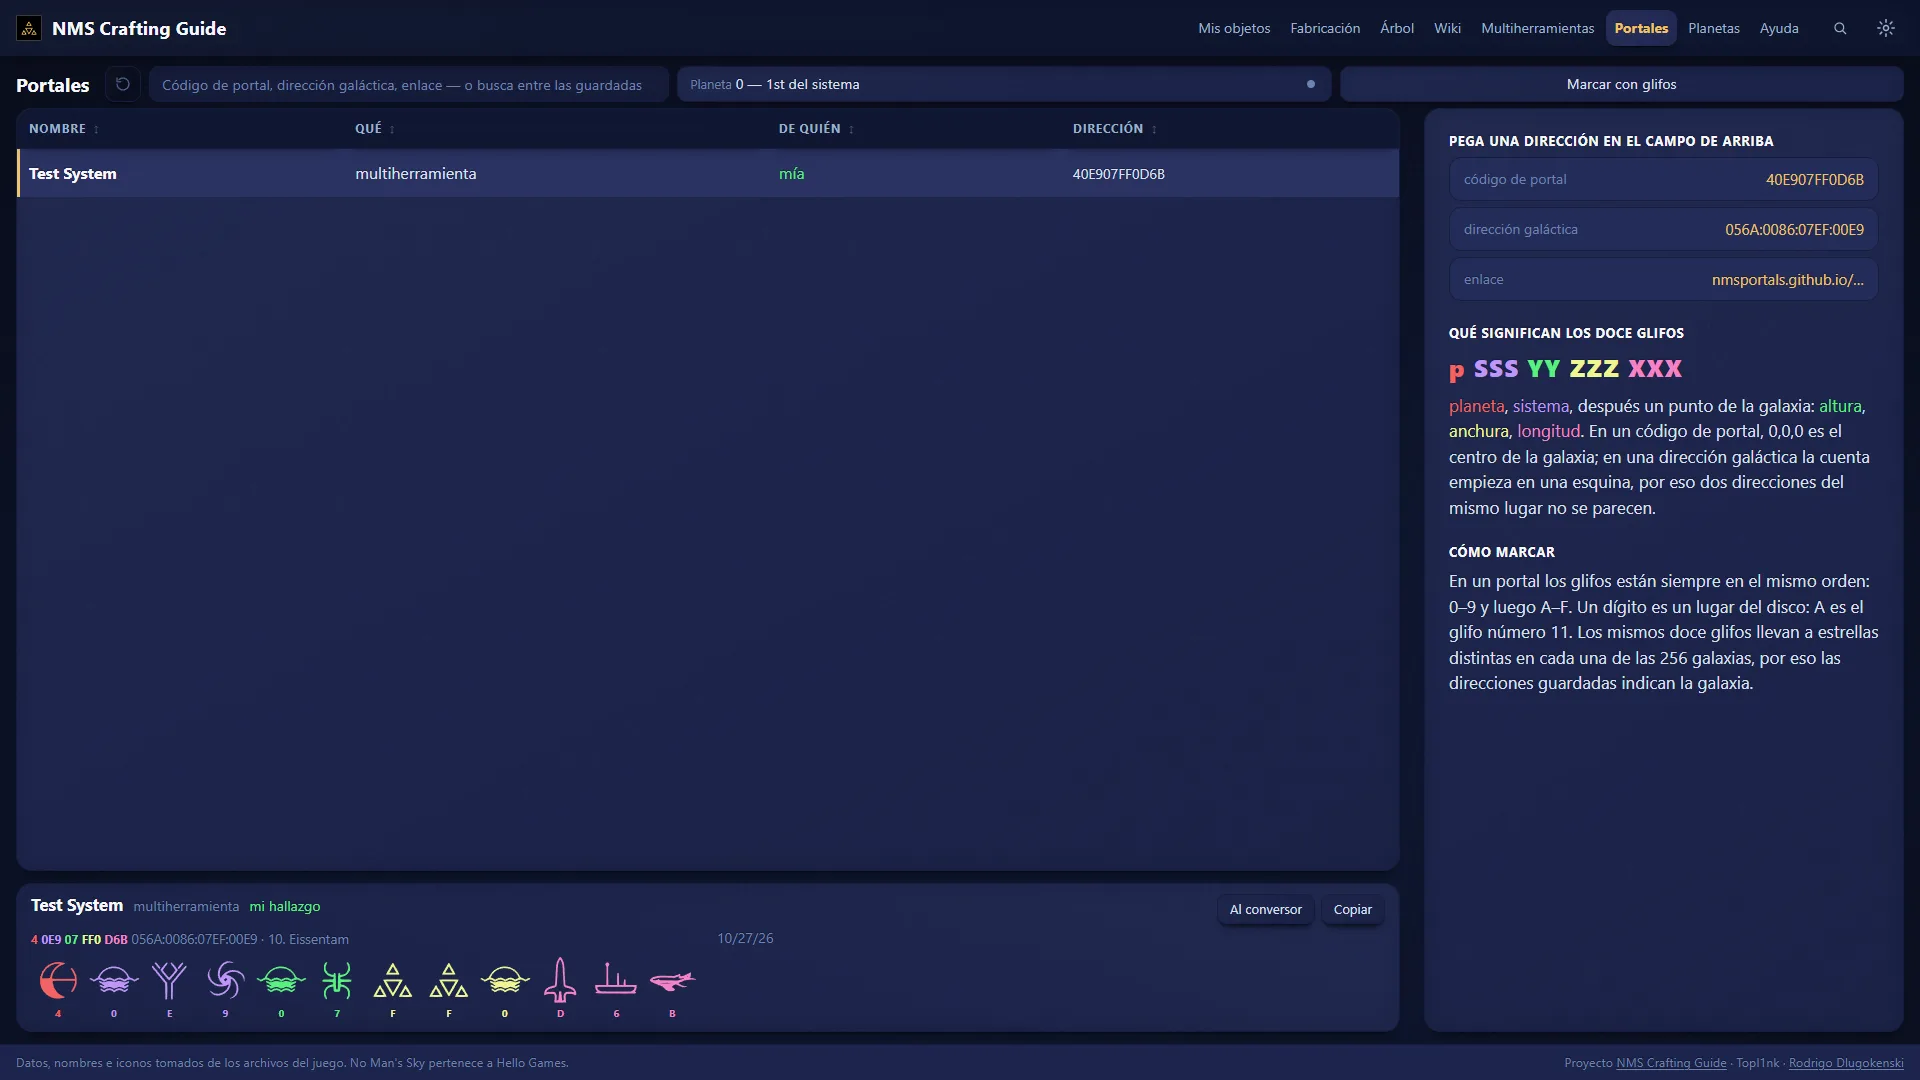 NMS Crafting Guide
Mis objetos Fabricación Árbol Wiki Multiherramientas Portales Planetas Ayuda
Portales
Código de portal, dirección galáctica, enlace — o busca entre las guardadas
Planeta 0 — 1st del sistema
Marcar con glifos
NOMBRE QUÉ DE QUIÉN DIRECCIÓN
Test System multiherramienta mía 40E907FF0D6B
PEGA UNA DIRECCIÓN EN EL CAMPO DE ARRIBA
código de portal 40E907FF0D6B
dirección galáctica 056A:0086:07EF:00E9
enlace nmsportals.github.io/...
QUÉ SIGNIFICAN LOS DOCE GLIFOS
p SSS YY ZZZ XXX
planeta, sistema, después un punto de la galaxia: altura,
anchura, longitud. En un código de portal, 0,0,0 es el
centro de la galaxia; en una dirección galáctica la cuenta
empieza en una esquina, por eso dos direcciones del
mismo lugar no se parecen.
CÓMO MARCAR
En un portal los glifos están siempre en el mismo orden:
0–9 y luego A–F. Un dígito es un lugar del disco: A es el
glifo número 11. Los mismos doce glifos llevan a estrellas
distintas en cada una de las 256 galaxias, por eso las
direcciones guardadas indican la galaxia.
Test System multiherramienta mi hallazgo
Al conversor Copiar
4 0E9 07 FF0 D6B 056A:0086:07EF:00E9 · 10. Eissentam
10/27/26
4 0 E 9 0 7 F F 0 D 6 B
Datos, nombres e iconos tomados de los archivos del juego. No Man's Sky pertenece a Hello Games.
Proyecto NMS Crafting Guide · Topl1nk · Rodrigo Dlugokenski